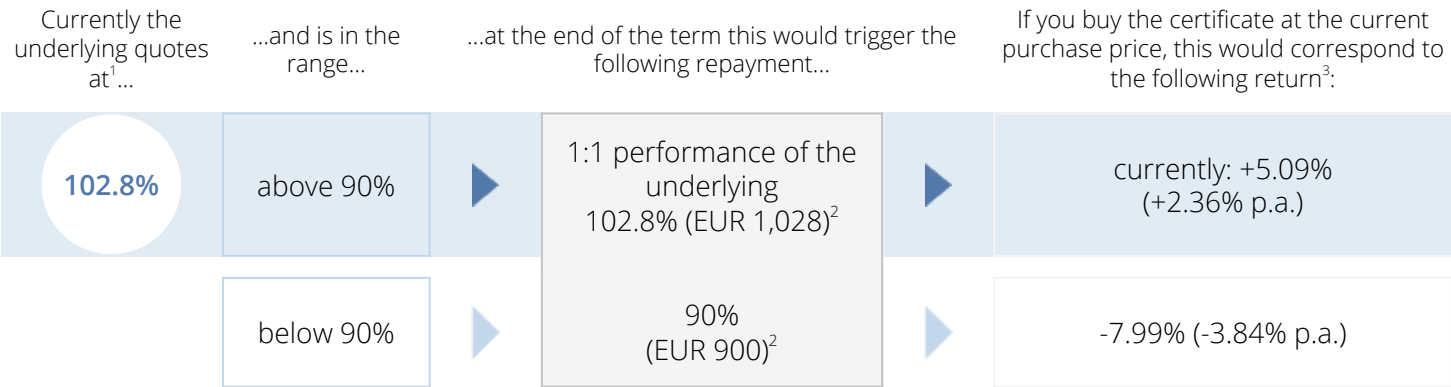 Currently the
underlying quotes
at¹...
...and is in the
range...
...at the end of the term this would trigger the
following repayment...
If you buy the certificate at the current
purchase price, this would correspond to
the following return³:
102.8%
above 90%
1:1 performance of the
underlying
102.8% (EUR 1,028)²
currently: +5.09%
(+2.36% p.a.)
below 90%
90%
(EUR 900)²
-7.99% (-3.84% p.a.)